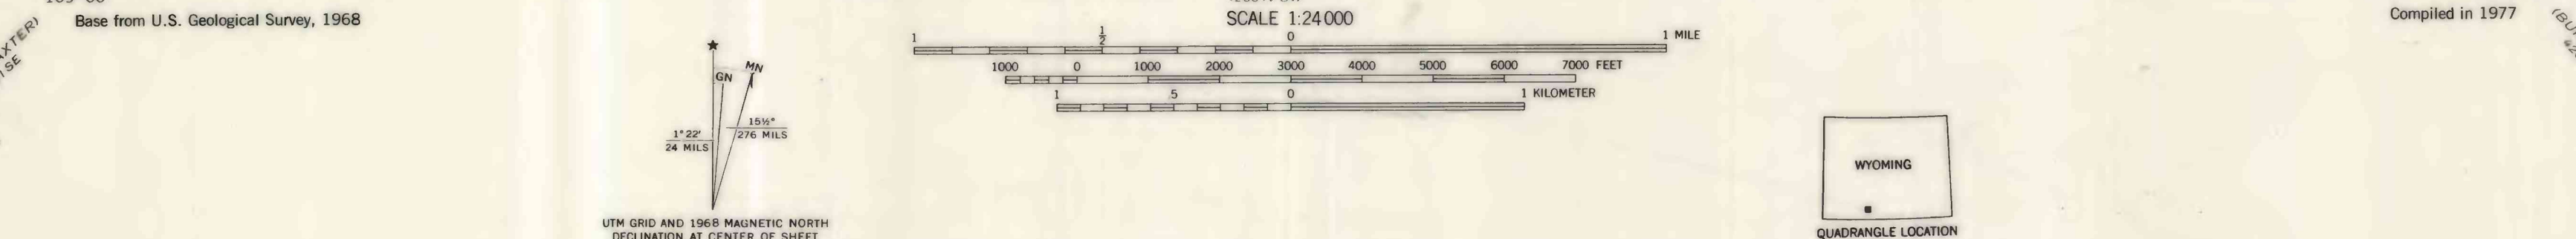 Base from U.S. Geological Survey, 1968
SCALE 1:24 000
Compiled in 1977
1 1/2 0 1 MILE
1000 0 1000 2000 3000 4000 5000 6000 7000 FEET
1 .5 0 1 KILOMETER
★
GN MN
1°22'
24 MILS
15½°
276 MILS
UTM GRID AND 1968 MAGNETIC NORTH
DECLINATION AT CENTER OF SHEET
WYOMING
QUADRANGLE LOCATION